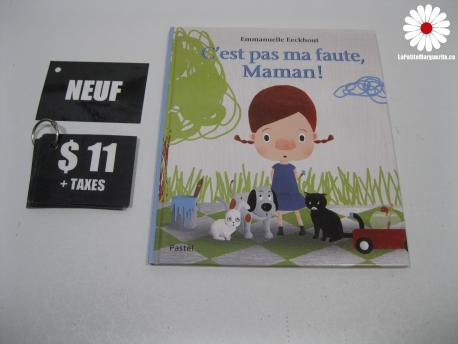 LaPetiteMarguerite.ca
Emmanuelle Eeckhout
C'est pas ma faute,
Maman !
NEUF
$ 11
+ TAXES
Pastel